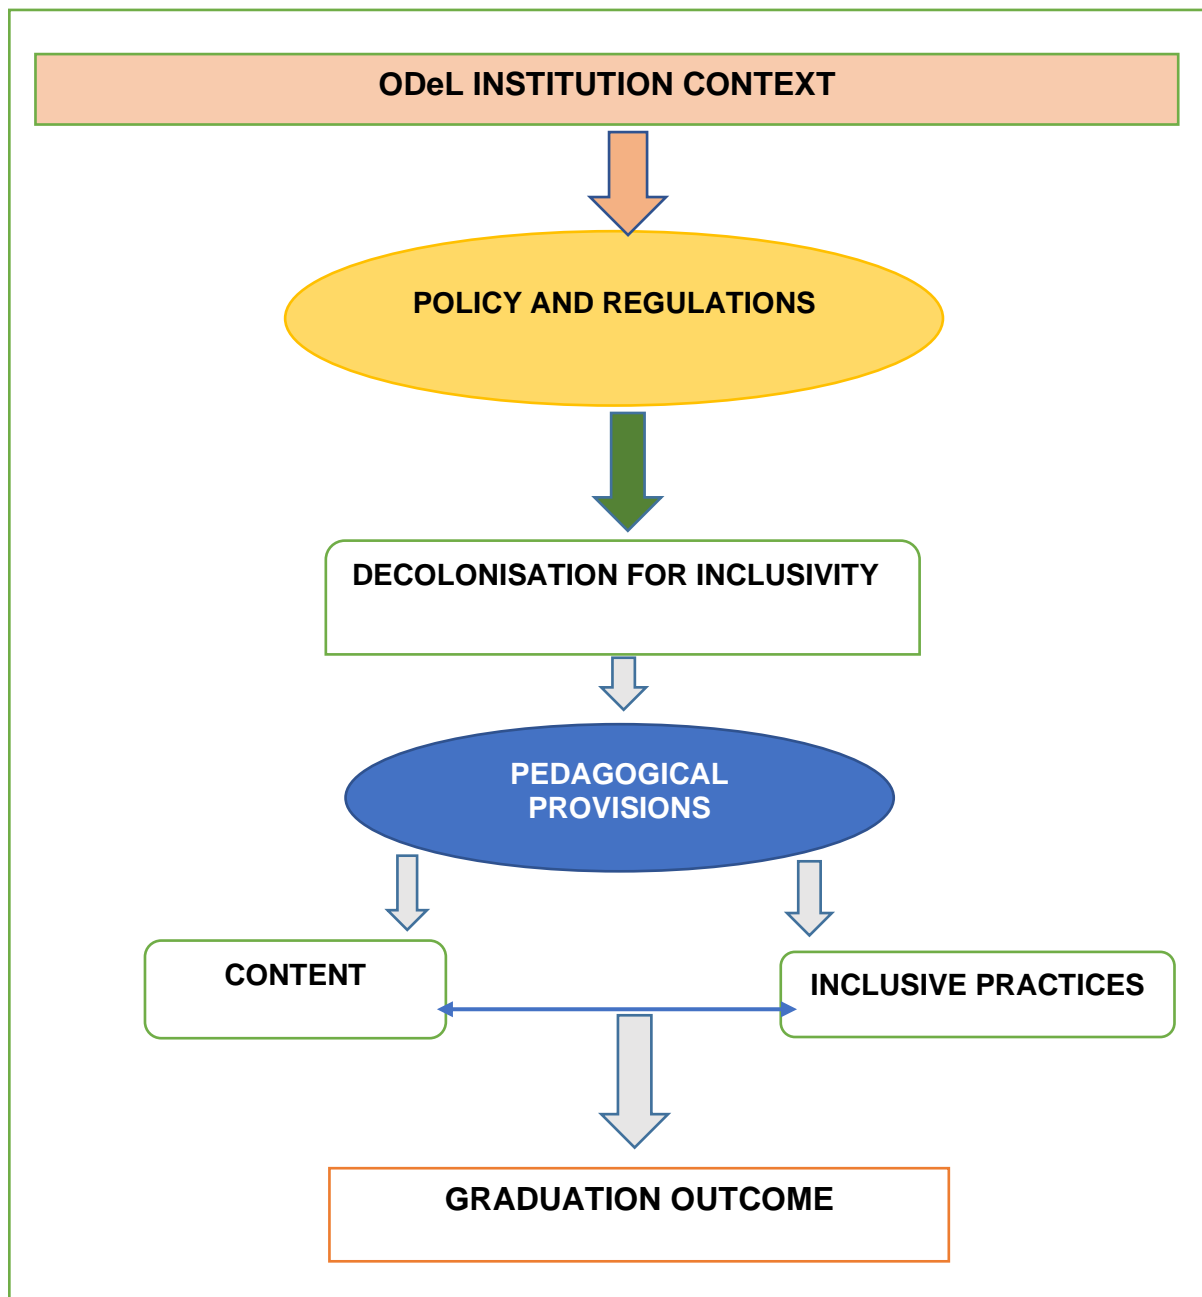 ODeL INSTITUTION CONTEXT
POLICY AND REGULATIONS
DECOLONISATION FOR INCLUSIVITY
PEDAGOGICAL
PROVISIONS
CONTENT
INCLUSIVE PRACTICES
GRADUATION OUTCOME